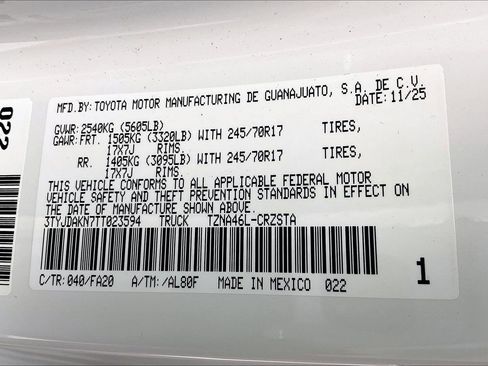 MFD.BY:TOYOTA MOTOR MANUFACTURING DE GUANAJUATO, S.A. DE C.V.
DATE:11/25
GVWR:2540KG (5605LB)
GAWR:FRT. 1505KG (3320LB) WITH 245/70R17 TIRES,
17X7J RIMS.
RR. 1405KG (3095LB) WITH 245/70R17 TIRES,
17X7J RIMS.
THIS VEHICLE CONFORMS TO ALL APPLICABLE FEDERAL MOTOR
VEHICLE SAFETY AND THEFT PREVENTION STANDARDS IN EFFECT ON
THE DATE OF MANUFACTURE SHOWN ABOVE.
3TYJDAKN7TT023594 TRUCK TZNA46L-CRZSTA
C/TR:040/FA20 A/TM:/AL80F MADE IN MEXICO 022
1
022